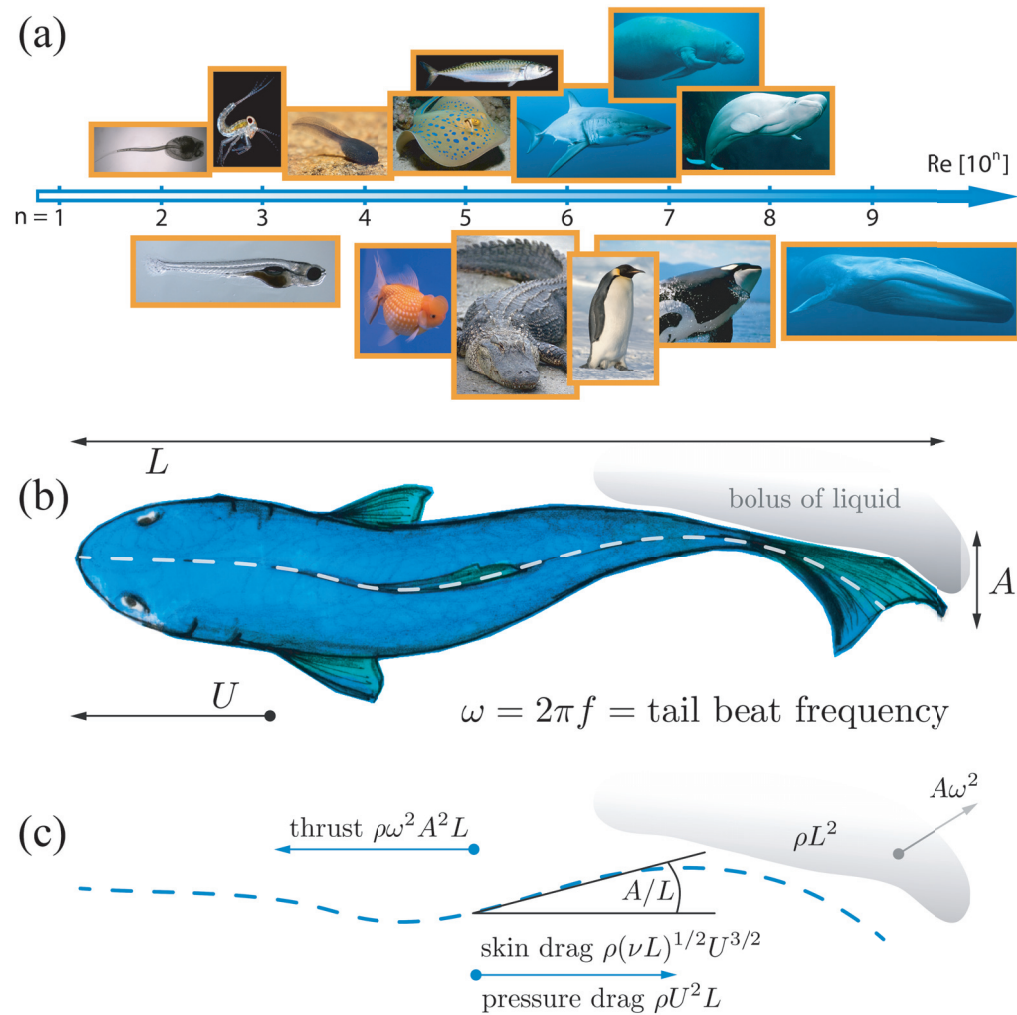 (a)
Re [10ⁿ]
n = 1 2 3 4 5 6 7 8 9
L
(b)
bolus of liquid
A
U
ω = 2πf = tail beat frequency
(c)
Aω²
thrust ρω²A²L
ρL²
A/L
skin drag ρ(νL)^{1/2}U^{3/2}
pressure drag ρU²L